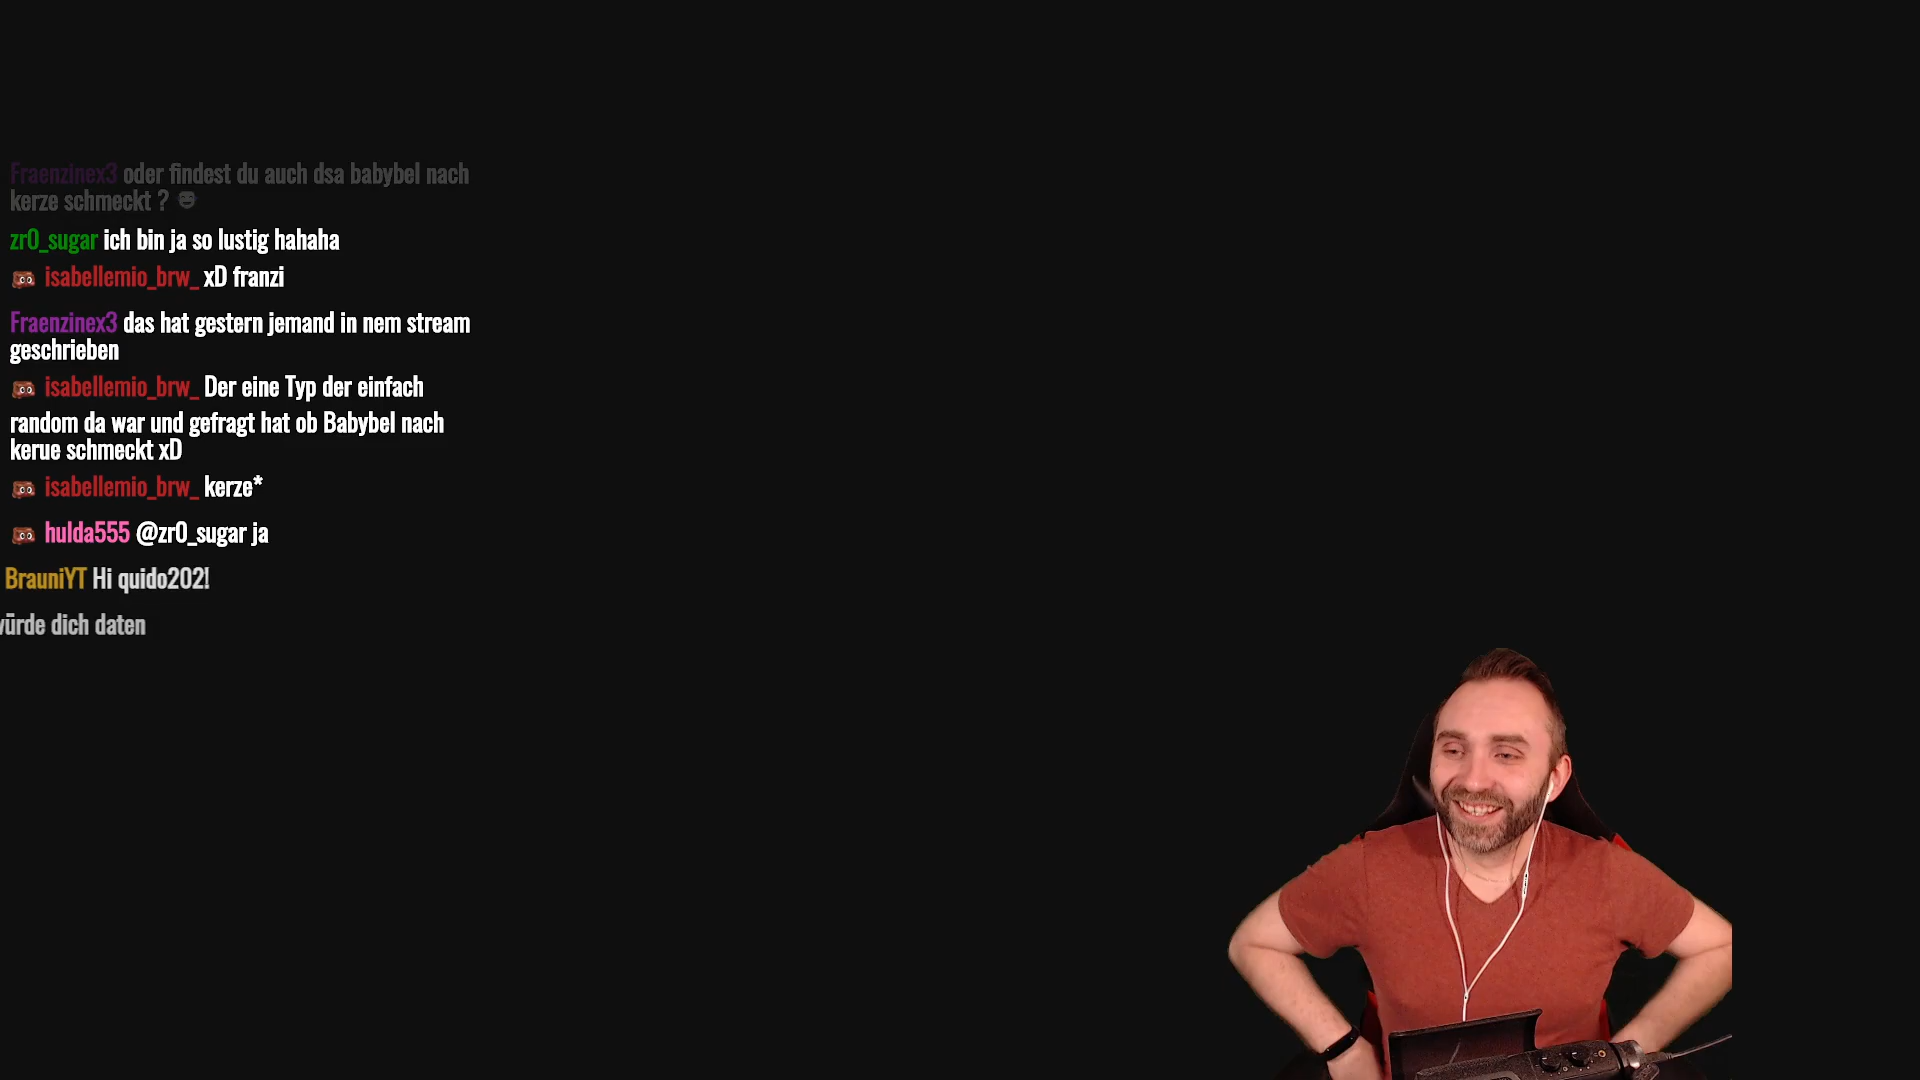 Fraenzinex3 oder findest du auch dsa babybel nach
kerze schmeckt ?
zr0_sugar ich bin ja so lustig hahaha
isabellemio_brw_ xD franzi
Fraenzinex3 das hat gestern jemand in nem stream
geschrieben
isabellemio_brw_ Der eine Typ der einfach
random da war und gefragt hat ob Babybel nach
kerue schmeckt xD
isabellemio_brw_ kerze*
hulda555 @zr0_sugar ja
BrauniYT Hi quido202!
würde dich daten